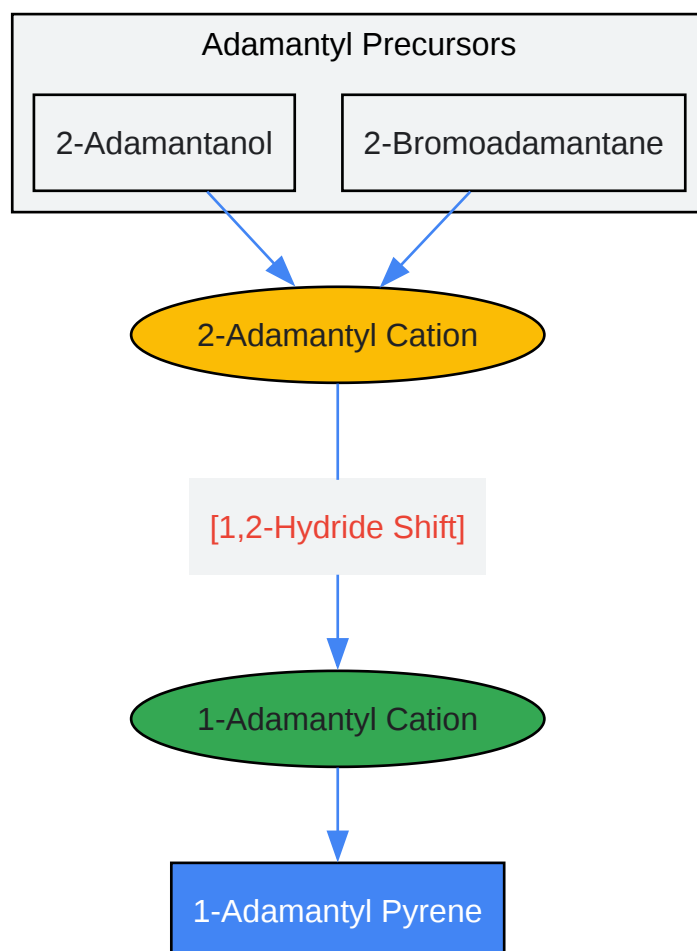 Adamantyl Precursors
2-Adamantanol
2-Bromoadamantane
2-Adamantyl Cation
[1,2-Hydride Shift]
1-Adamantyl Cation
1-Adamantyl Pyrene